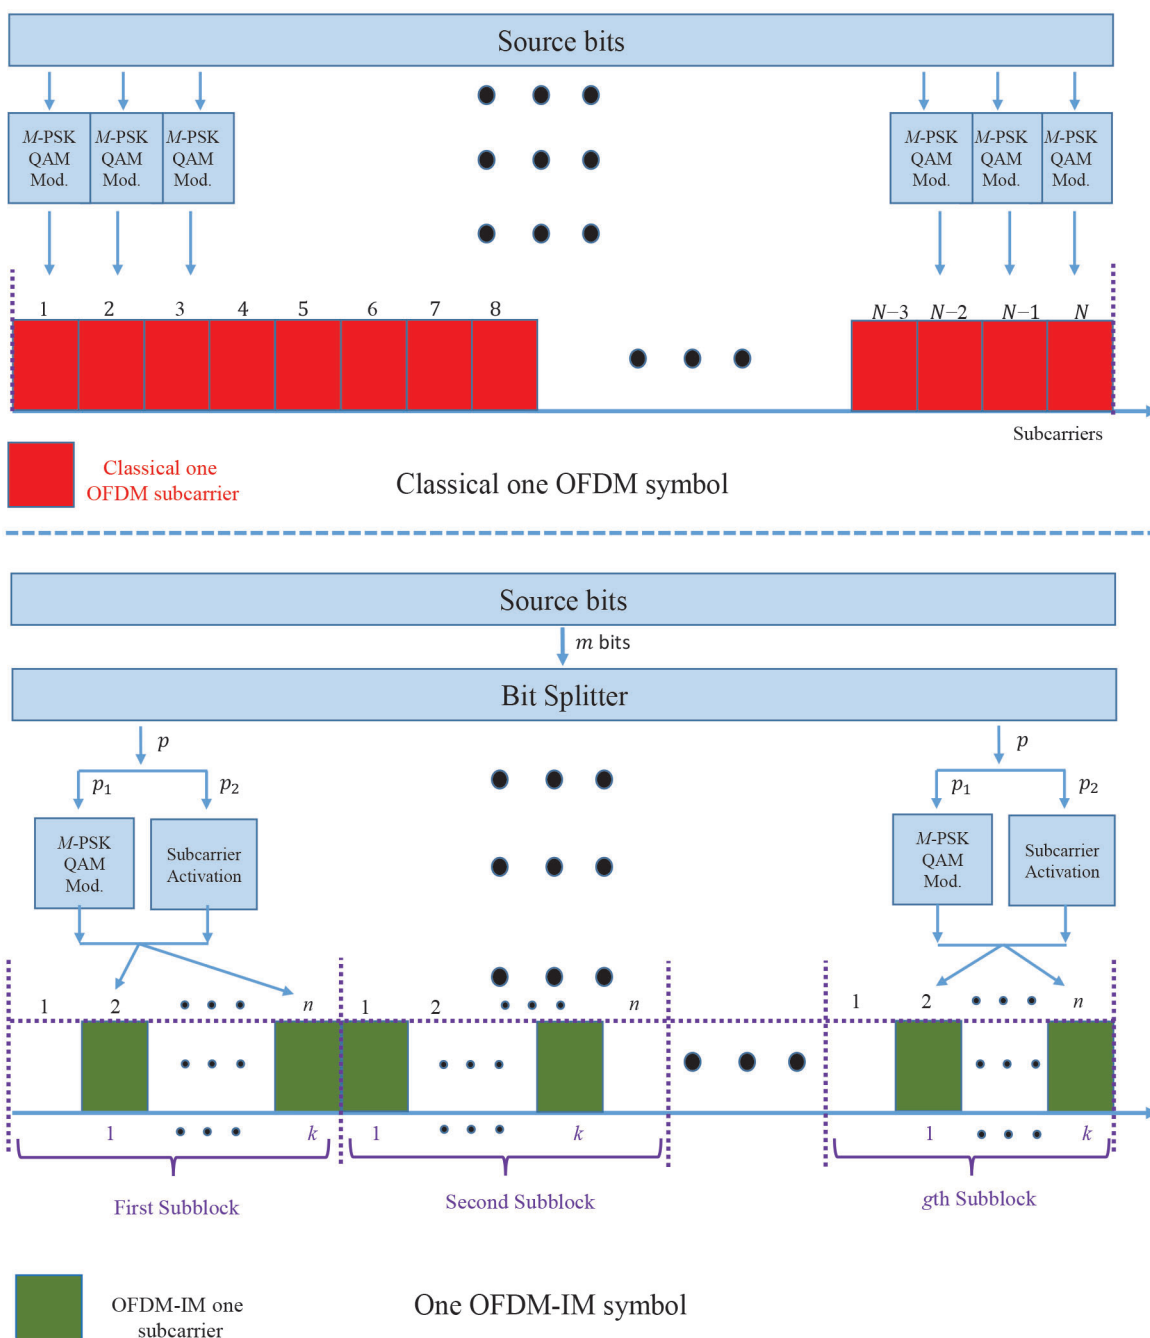 Source bits
M-PSK QAM Mod.
M-PSK QAM Mod.
M-PSK QAM Mod.
M-PSK QAM Mod.
M-PSK QAM Mod.
M-PSK QAM Mod.
1 2 3 4 5 6 7 8 N−3 N−2 N−1 N
Subcarriers
Classical one
OFDM subcarrier
Classical one OFDM symbol
Source bits
m bits
Bit Splitter
p p
p₁ p₂ p₁ p₂
M-PSK
QAM
Mod.
Subcarrier
Activation
M-PSK
QAM
Mod.
Subcarrier
Activation
1 2 n 1 2 n 1 2 n
1 k 1 k 1 k
First Subblock
Second Subblock
gth Subblock
OFDM-IM one
subcarrier
One OFDM-IM symbol